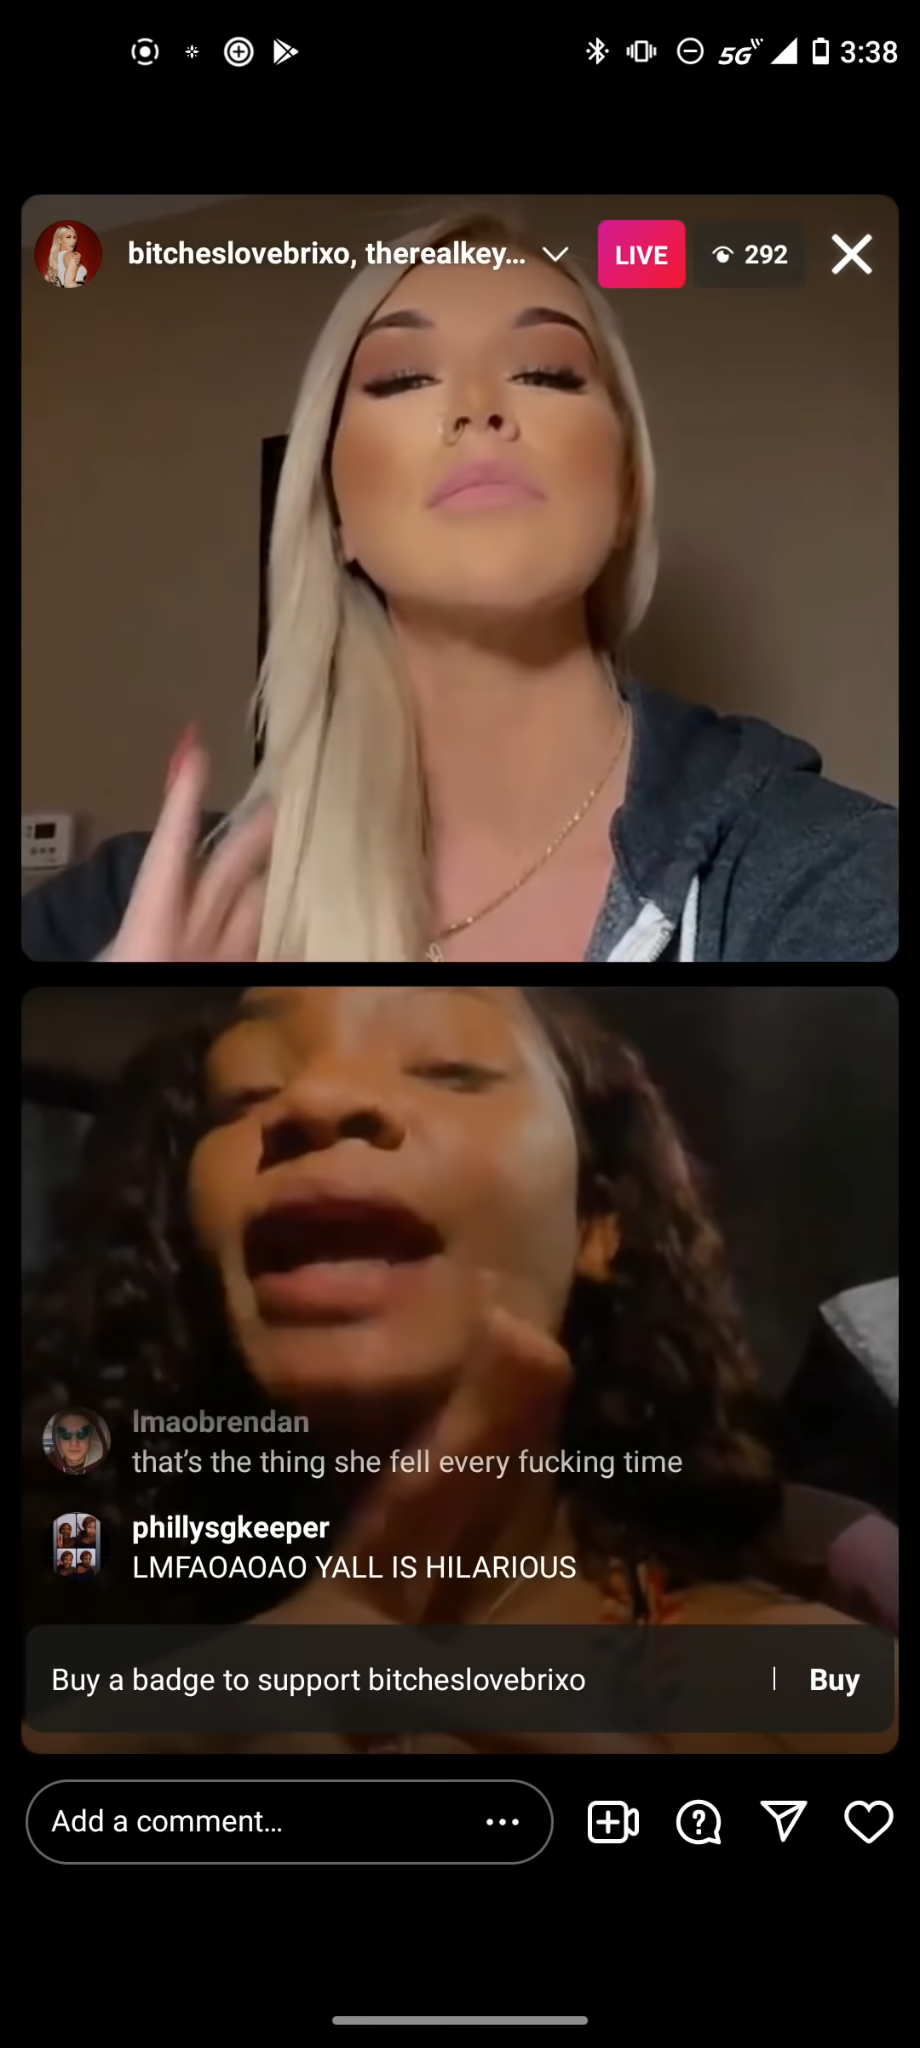 5G 3:38
bitcheslovebrixo, therealkey... LIVE 292
lmaobrendan
that's the thing she fell every fucking time
phillysgkeeper
LMFAOAOAO YALL IS HILARIOUS
Buy a badge to support bitcheslovebrixo | Buy
Add a comment...